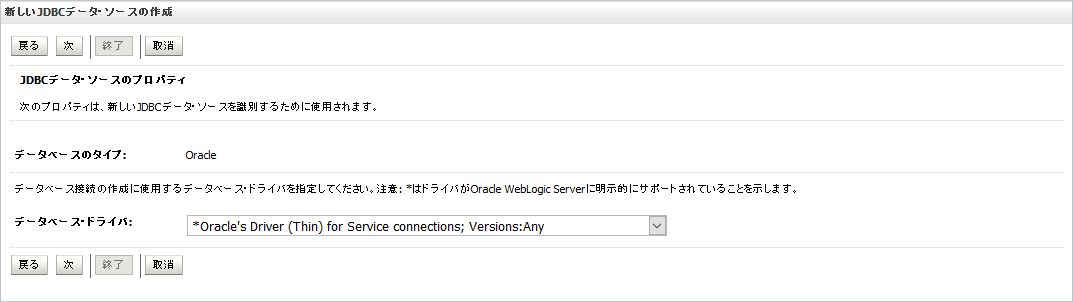 新しいJDBCデータ・ソースの作成
戻る 次 終了 取消
JDBCデータ・ソースのプロパティ
次のプロパティは、新しいJDBCデータ・ソースを識別するために使用されます。
データベースのタイプ: Oracle
データベース接続の作成に使用するデータベース・ドライバを指定してください。注意: *はドライバがOracle WebLogic Serverに明示的にサポートされていることを示します。
データベース・ドライバ: *Oracle's Driver (Thin) for Service connections; Versions:Any
戻る 次 終了 取消